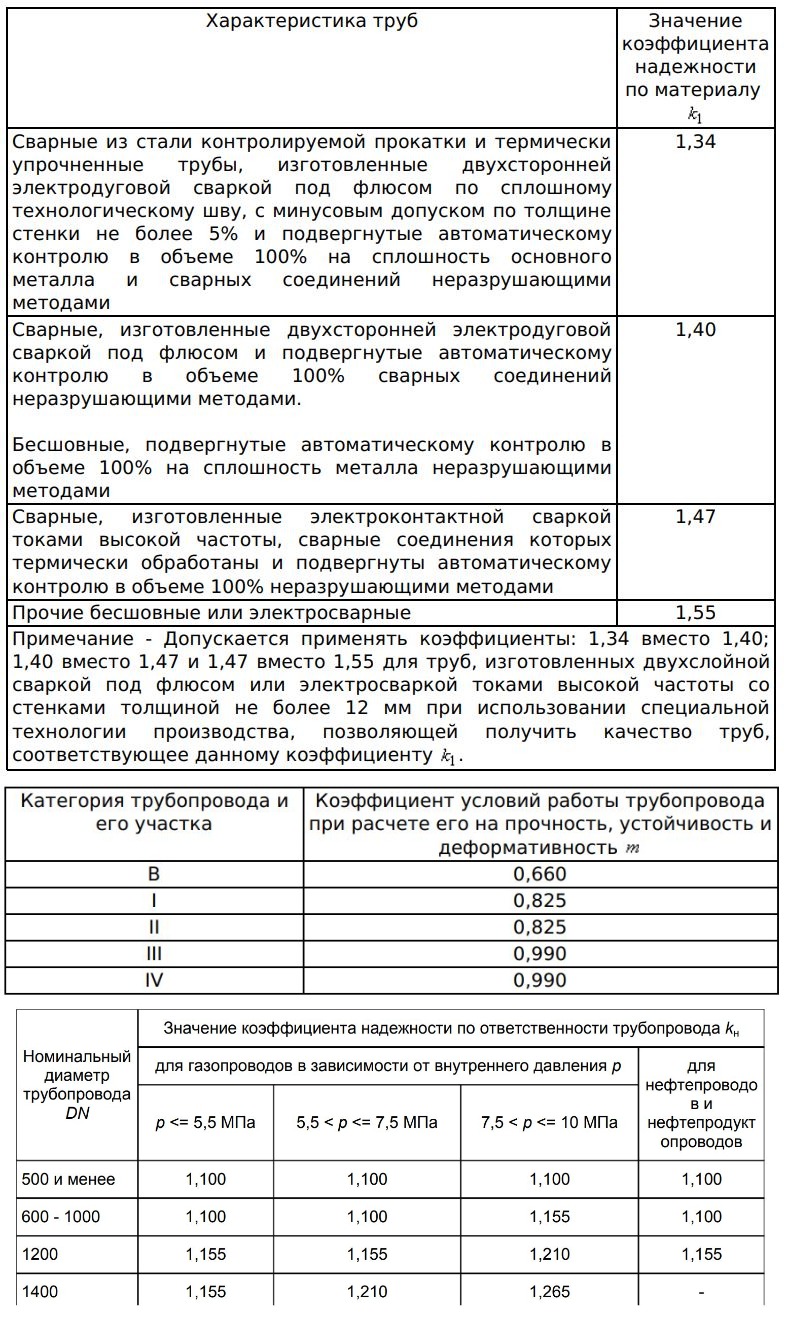 Характеристика труб
Значение
коэффициента
надежности
по материалу
k1
Сварные из стали контролируемой прокатки и термически
упрочненные трубы, изготовленные двухсторонней
электродуговой сваркой под флюсом по сплошному
технологическому шву, с минусовым допуском по толщине
стенки не более 5% и подвергнутые автоматическому
контролю в объеме 100% на сплошность основного
металла и сварных соединений неразрушающими
методами
1,34
Сварные, изготовленные двухсторонней электродуговой
сваркой под флюсом и подвергнутые автоматическому
контролю в объеме 100% сварных соединений
неразрушающими методами.
Бесшовные, подвергнутые автоматическому контролю в
объеме 100% на сплошность металла неразрушающими
методами
1,40
Сварные, изготовленные электроконтактной сваркой
токами высокой частоты, сварные соединения которых
термически обработаны и подвергнуты автоматическому
контролю в объеме 100% неразрушающими методами
1,47
Прочие бесшовные или электросварные
1,55
Примечание - Допускается применять коэффициенты: 1,34 вместо 1,40;
1,40 вместо 1,47 и 1,47 вместо 1,55 для труб, изготовленных двухслойной
сваркой под флюсом или электросваркой токами высокой частоты со
стенками толщиной не более 12 мм при использовании специальной
технологии производства, позволяющей получить качество труб,
соответствующее данному коэффициенту k1.
Категория трубопровода и
его участка
Коэффициент условий работы трубопровода
при расчете его на прочность, устойчивость и
деформативность m
В 0,660
I 0,825
II 0,825
III 0,990
IV 0,990
Номинальный
диаметр
трубопровода
DN
Значение коэффициента надежности по ответственности трубопровода kн
для газопроводов в зависимости от внутреннего давления p
для
нефтепроводо
в и
нефтепродукт
опроводов
p <= 5,5 МПа
5,5 < p <= 7,5 МПа
7,5 < p <= 10 МПа
500 и менее 1,100 1,100 1,100 1,100
600 - 1000 1,100 1,100 1,155 1,100
1200 1,155 1,155 1,210 1,155
1400 1,155 1,210 1,265 -